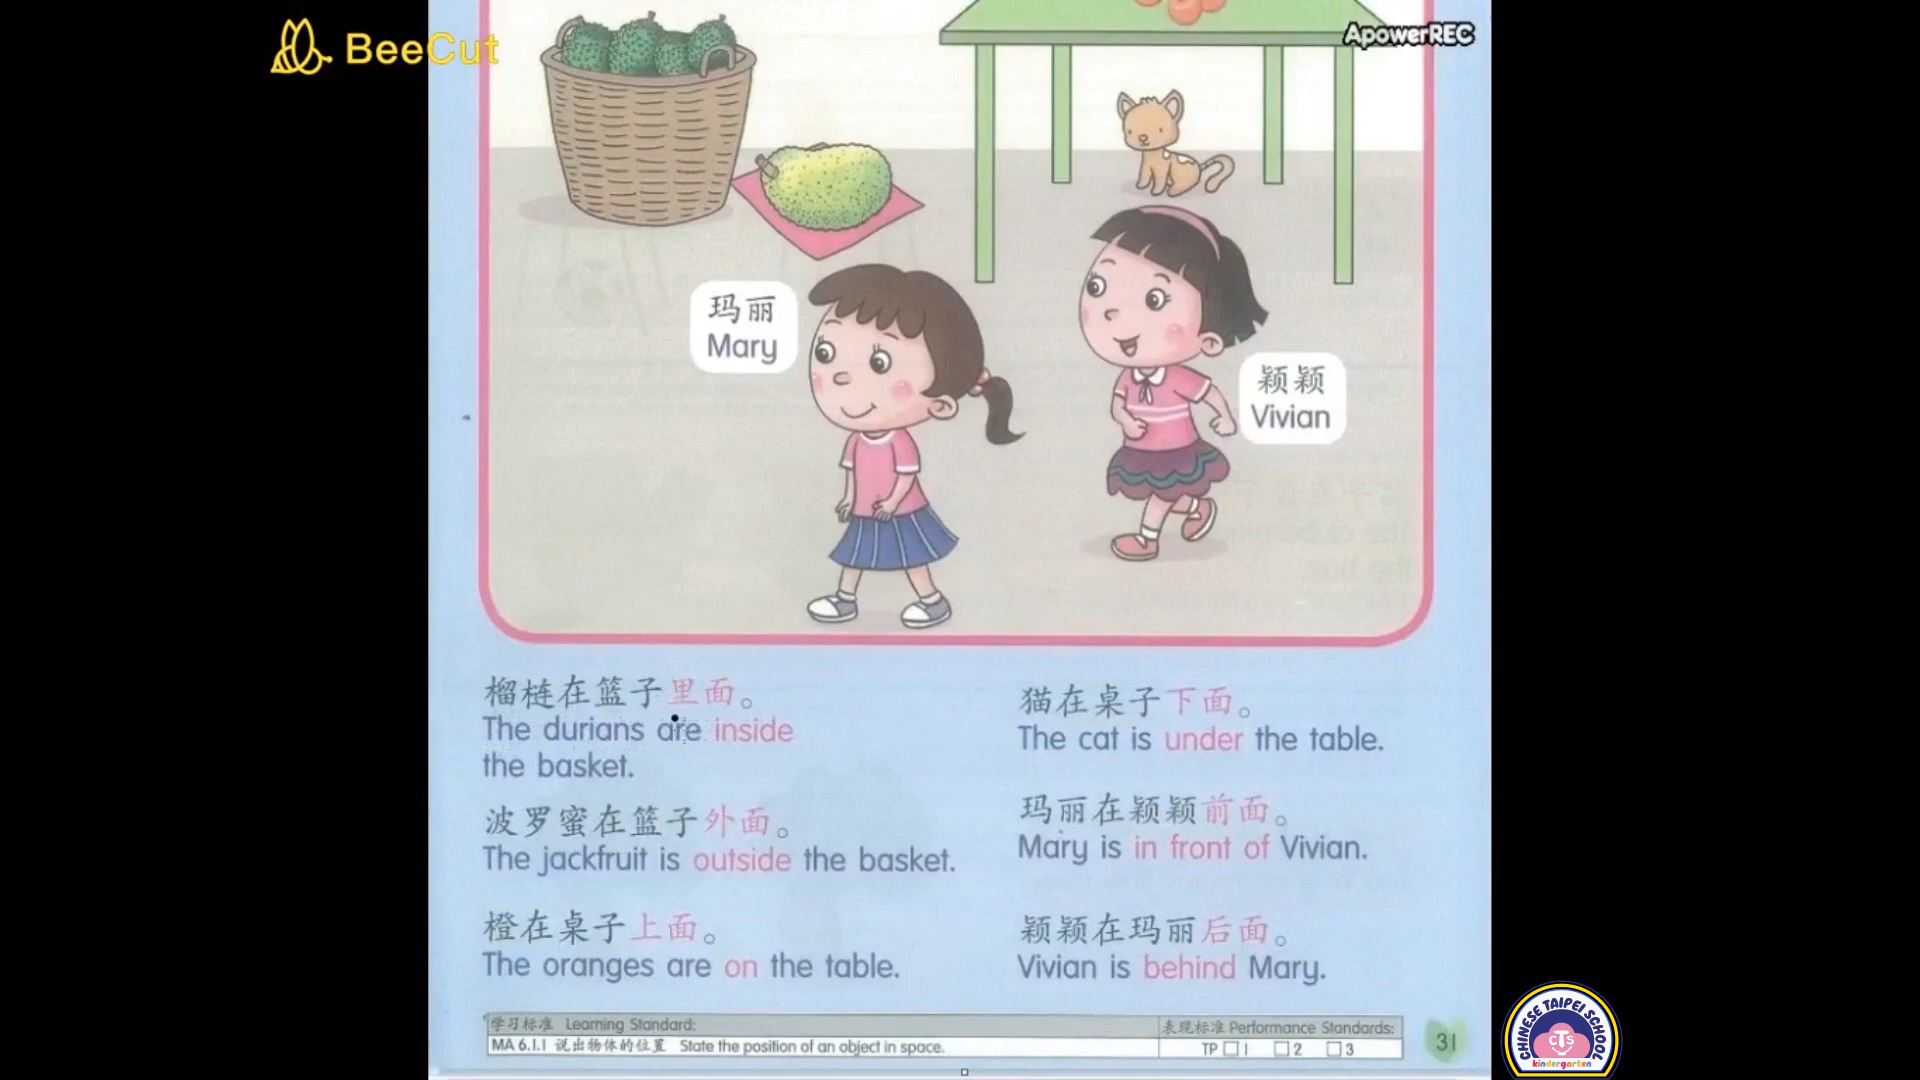 BeeCut
ApowerREC
玛丽
Mary
颖颖
Vivian
榴梿在篮子里面。
The durians are inside
the basket.
波罗蜜在篮子外面。
The jackfruit is outside the basket.
橙在桌子上面。
The oranges are on the table.
猫在桌子下面。
The cat is under the table.
玛丽在颖颖前面。
Mary is in front of Vivian.
颖颖在玛丽后面。
Vivian is behind Mary.
学习标准 Learning Standard:
MA 6.1.1 说出物体的位置 State the position of an object in space.
表现标准 Performance Standards:
TP □ 1 □ 2 □ 3
31
CHINESE TAIPEI SCHOOL
CTS
kindergarten